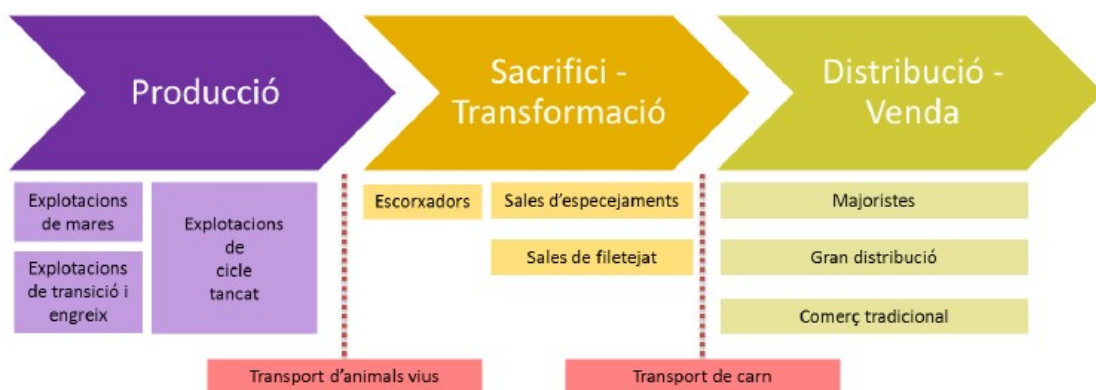 Producció
Sacrifici -
Transformació
Distribució -
Venda
Explotacions
de mares
Explotacions
de transició i
engreix
Explotacions
de
cicle
tancat
Escorxadors
Sales d'especejaments
Sales de filetejat
Majoristes
Gran distribució
Comerç tradicional
Transport d'animals vius
Transport de carn